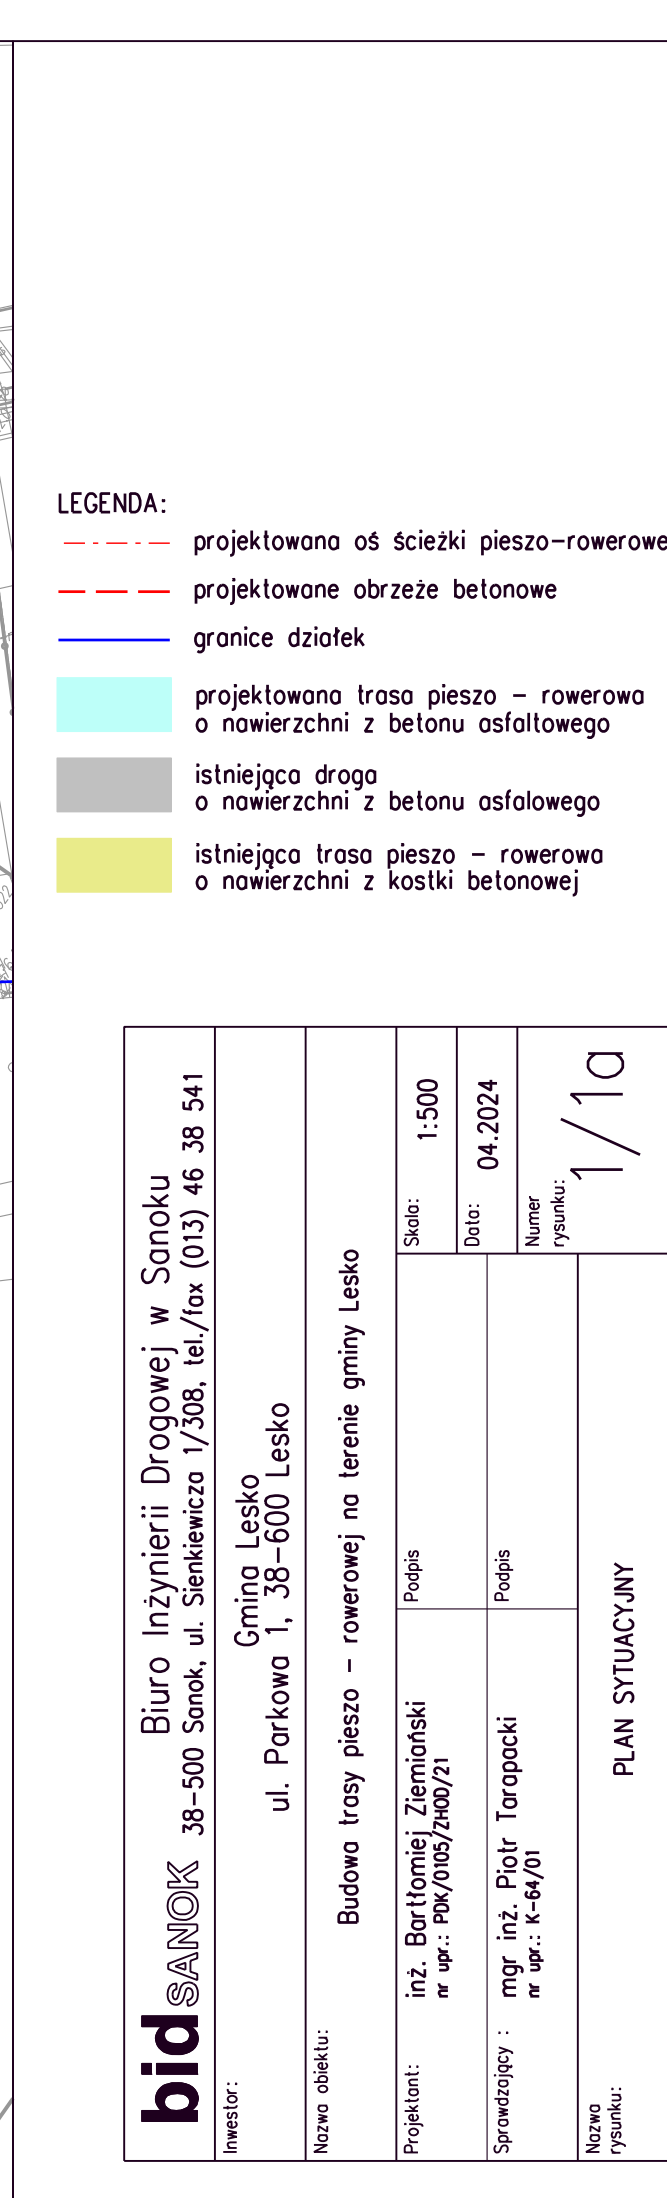 LEGENDA:
projektowana oś ścieżki pieszo-rowerowe
projektowane obrzeże betonowe
granice działek
projektowana trasa pieszo - rowerowa
o nawierzchni z betonu asfaltowego
istniejąca droga
o nawierzchni z betonu asfalowego
istniejąca trasa pieszo - rowerowa
o nawierzchni z kostki betonowej
bid SANOK
Biuro Inżynierii Drogowej w Sanoku
38-500 Sanok, ul. Sienkiewicza 1/308, tel./fax (013) 46 38 541
Inwestor:
Gmina Lesko
ul. Parkowa 1, 38-600 Lesko
Nazwa obiektu:
Budowa trasy pieszo - rowerowej na terenie gminy Lesko
Projektant:
inż. Bartłomiej Ziemiański
nr upr.: PDK/0105/ZHOD/21
Podpis
Skala:
1:500
Sprawdzający :
mgr inż. Piotr Tarapacki
nr upr.: K-64/01
Podpis
Data:
04.2024
Numer
rysunku:
1/1a
Nazwa
rysunku:
PLAN SYTUACYJNY